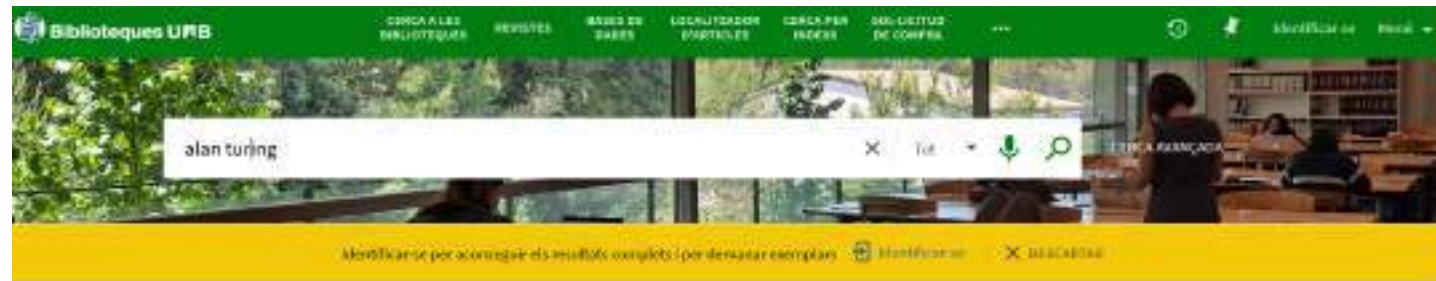 Biblioteques UAB
CERCA A LES
BIBLIOTEQUES
REVISTES
BASES DE
DADES
LOCALITZADOR
D'ARTICLES
CERCA PER
ÍNDEXS
SOL·LICITUD
DE COMPRA
Identificar-se
Menú
alan turing
Tot
CERCA AVANÇADA
Identificar-se per aconseguir els resultats complets i per demanar exemplars
Identificar-se
DESCARTAR